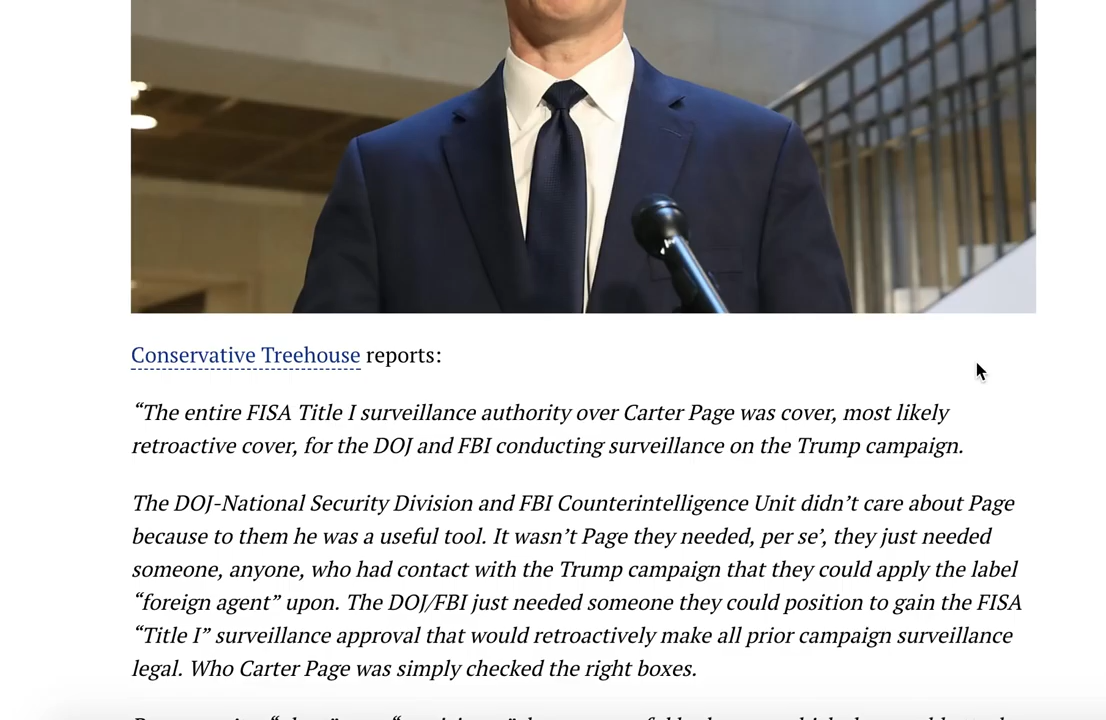 Conservative Treehouse reports:
“The entire FISA Title I surveillance authority over Carter Page was cover, most likely
retroactive cover, for the DOJ and FBI conducting surveillance on the Trump campaign.
The DOJ-National Security Division and FBI Counterintelligence Unit didn’t care about Page
because to them he was a useful tool. It wasn’t Page they needed, per se’, they just needed
someone, anyone, who had contact with the Trump campaign that they could apply the label
“foreign agent” upon. The DOJ/FBI just needed someone they could position to gain the FISA
“Title I” surveillance approval that would retroactively make all prior campaign surveillance
legal. Who Carter Page was simply checked the right boxes.